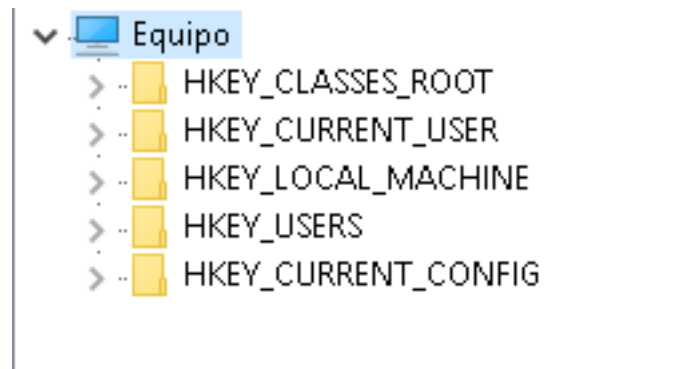 Equipo
HKEY_CLASSES_ROOT
HKEY_CURRENT_USER
HKEY_LOCAL_MACHINE
HKEY_USERS
HKEY_CURRENT_CONFIG